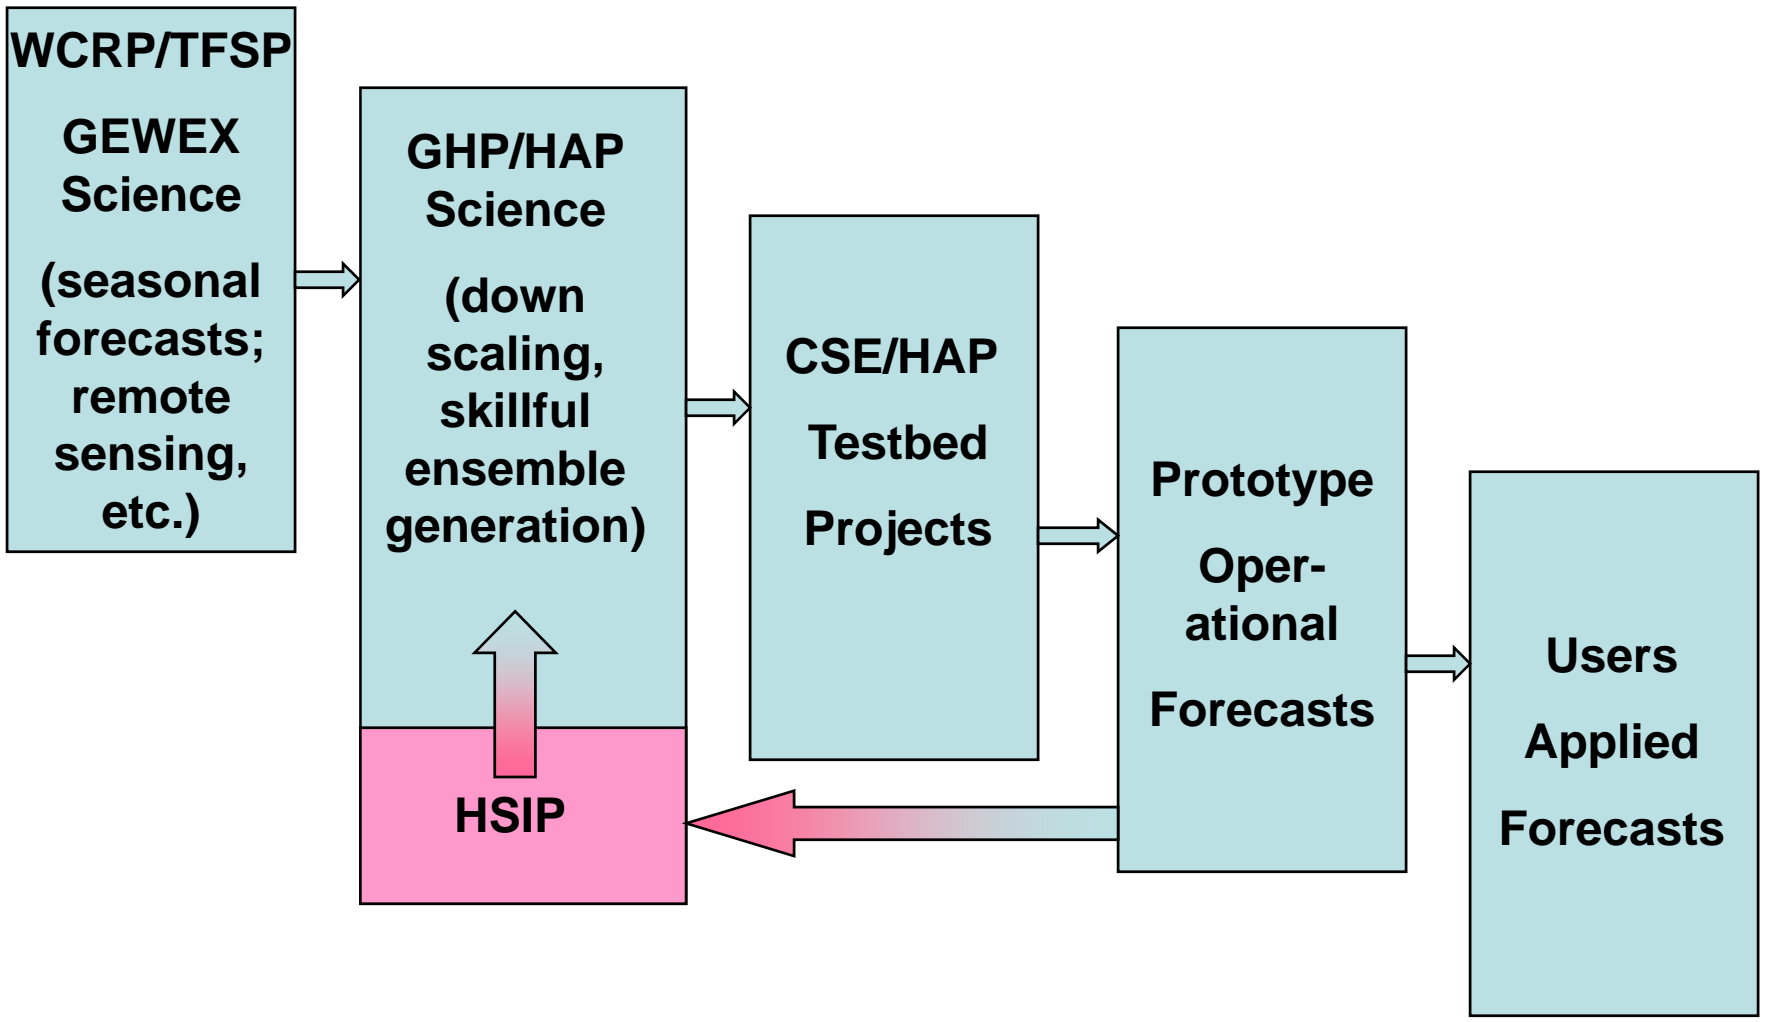 WCRP/TFSP
GEWEX
Science
(seasonal
forecasts;
remote
sensing,
etc.)
GHP/HAP
Science
(down
scaling,
skillful
ensemble
generation)
HSIP
CSE/HAP
Testbed
Projects
Prototype
Oper-
ational
Forecasts
Users
Applied
Forecasts